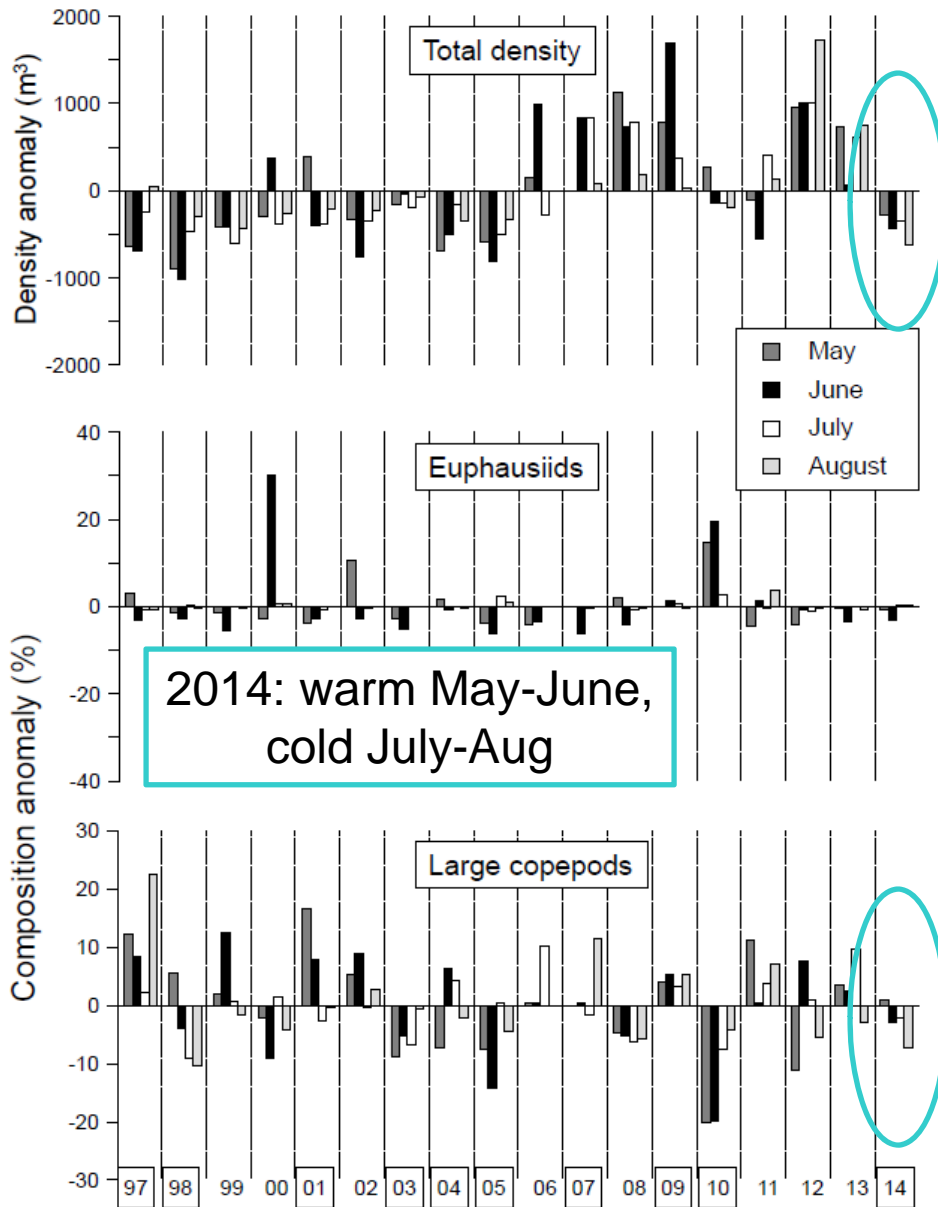 Total density
Density anomaly (m³)
2000
1000
0
-1000
-2000
May
June
July
August
Euphausiids
40
20
0
-20
-40
2014: warm May-June,
cold July-Aug
Composition anomaly (%)
Large copepods
30
20
10
0
-10
-20
-30
97 98 99 00 01 02 03 04 05 06 07 08 09 10 11 12 13 14